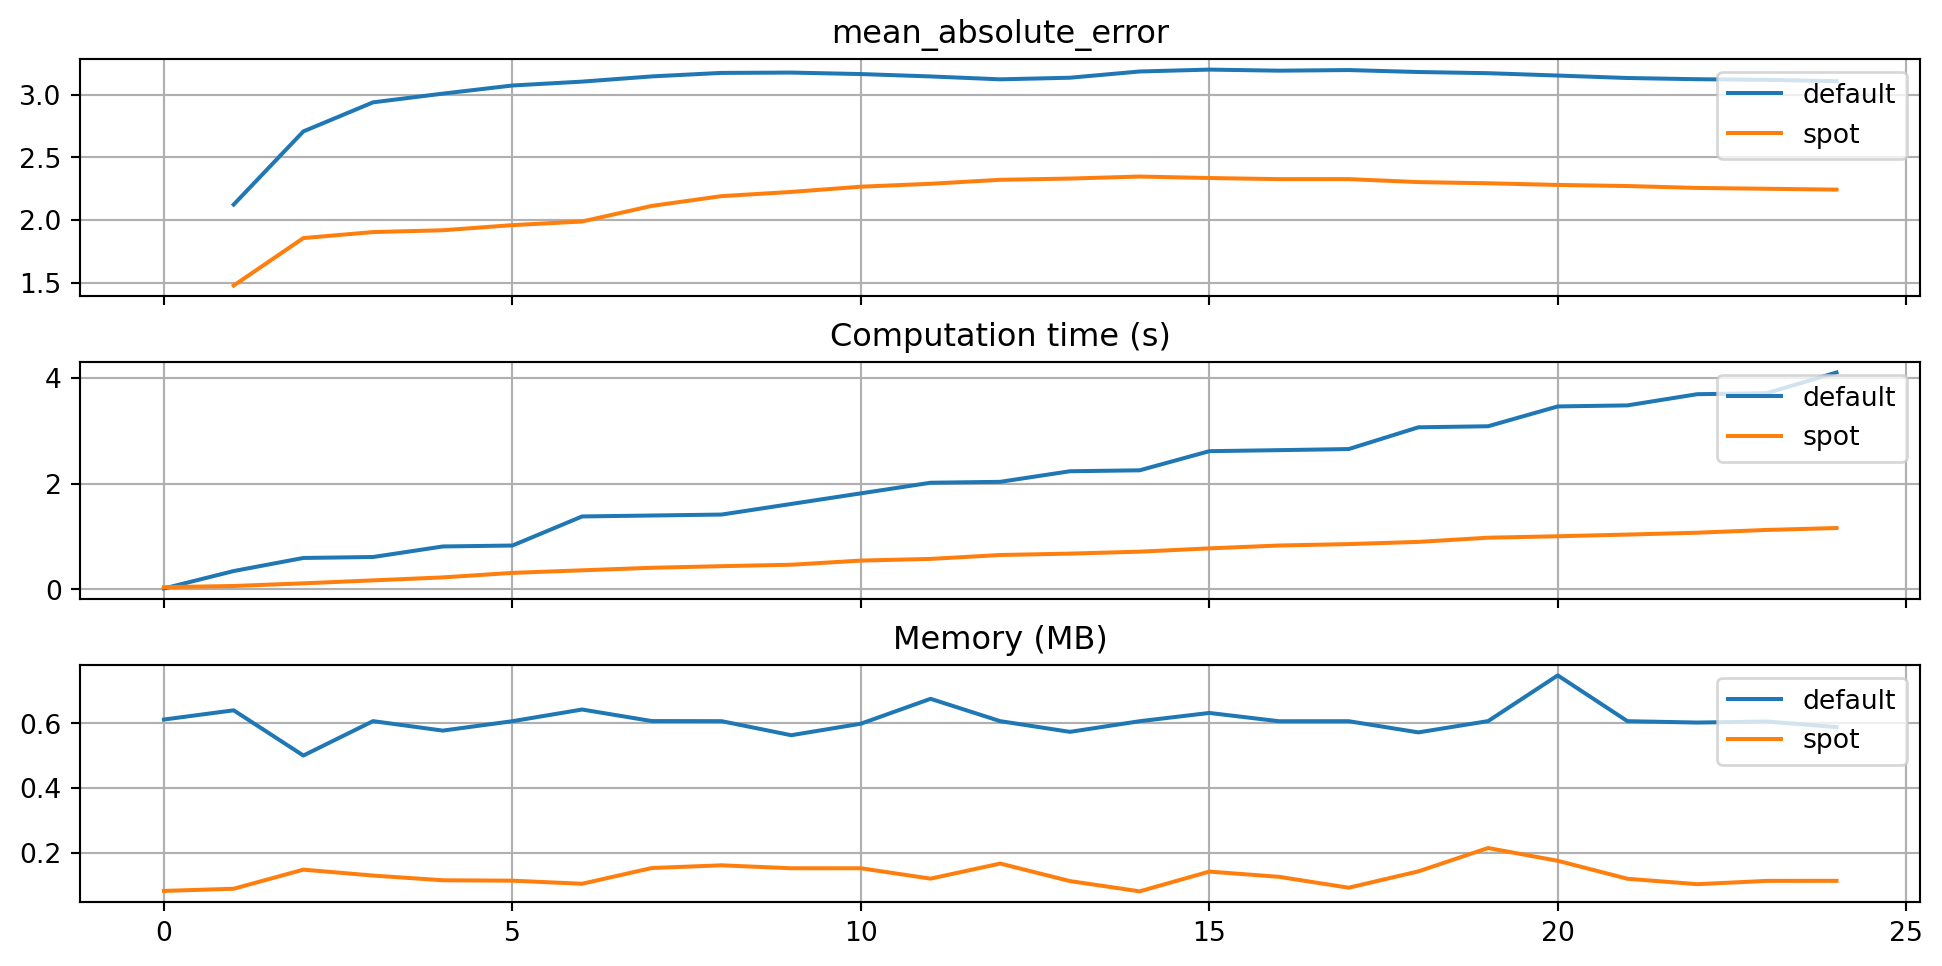 mean_absolute_error
3.0
2.5
2.0
1.5
default
spot
Computation time (s)
4
2
0
default
spot
Memory (MB)
0.6
0.4
0.2
default
spot
0 5 10 15 20 25